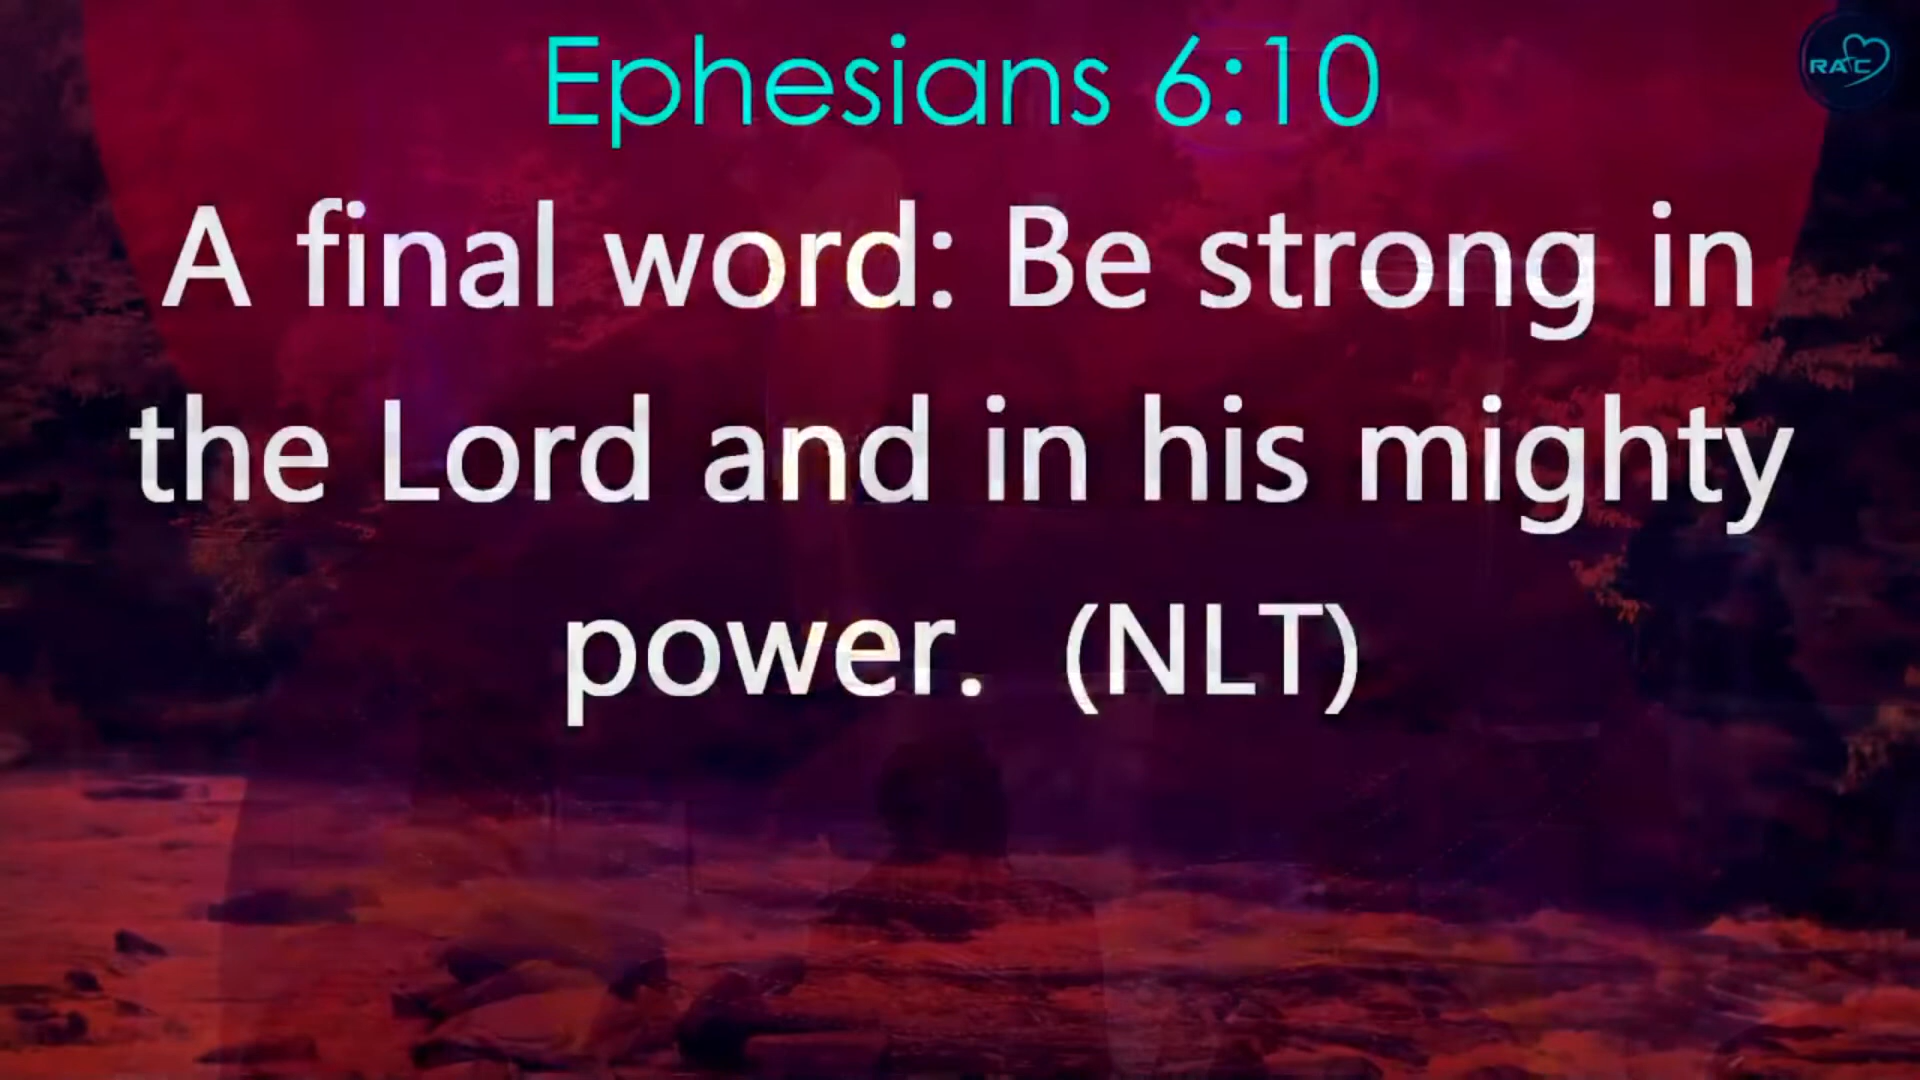 Ephesians 6:10
RAC
A final word: Be strong in
the Lord and in his mighty
power. (NLT)